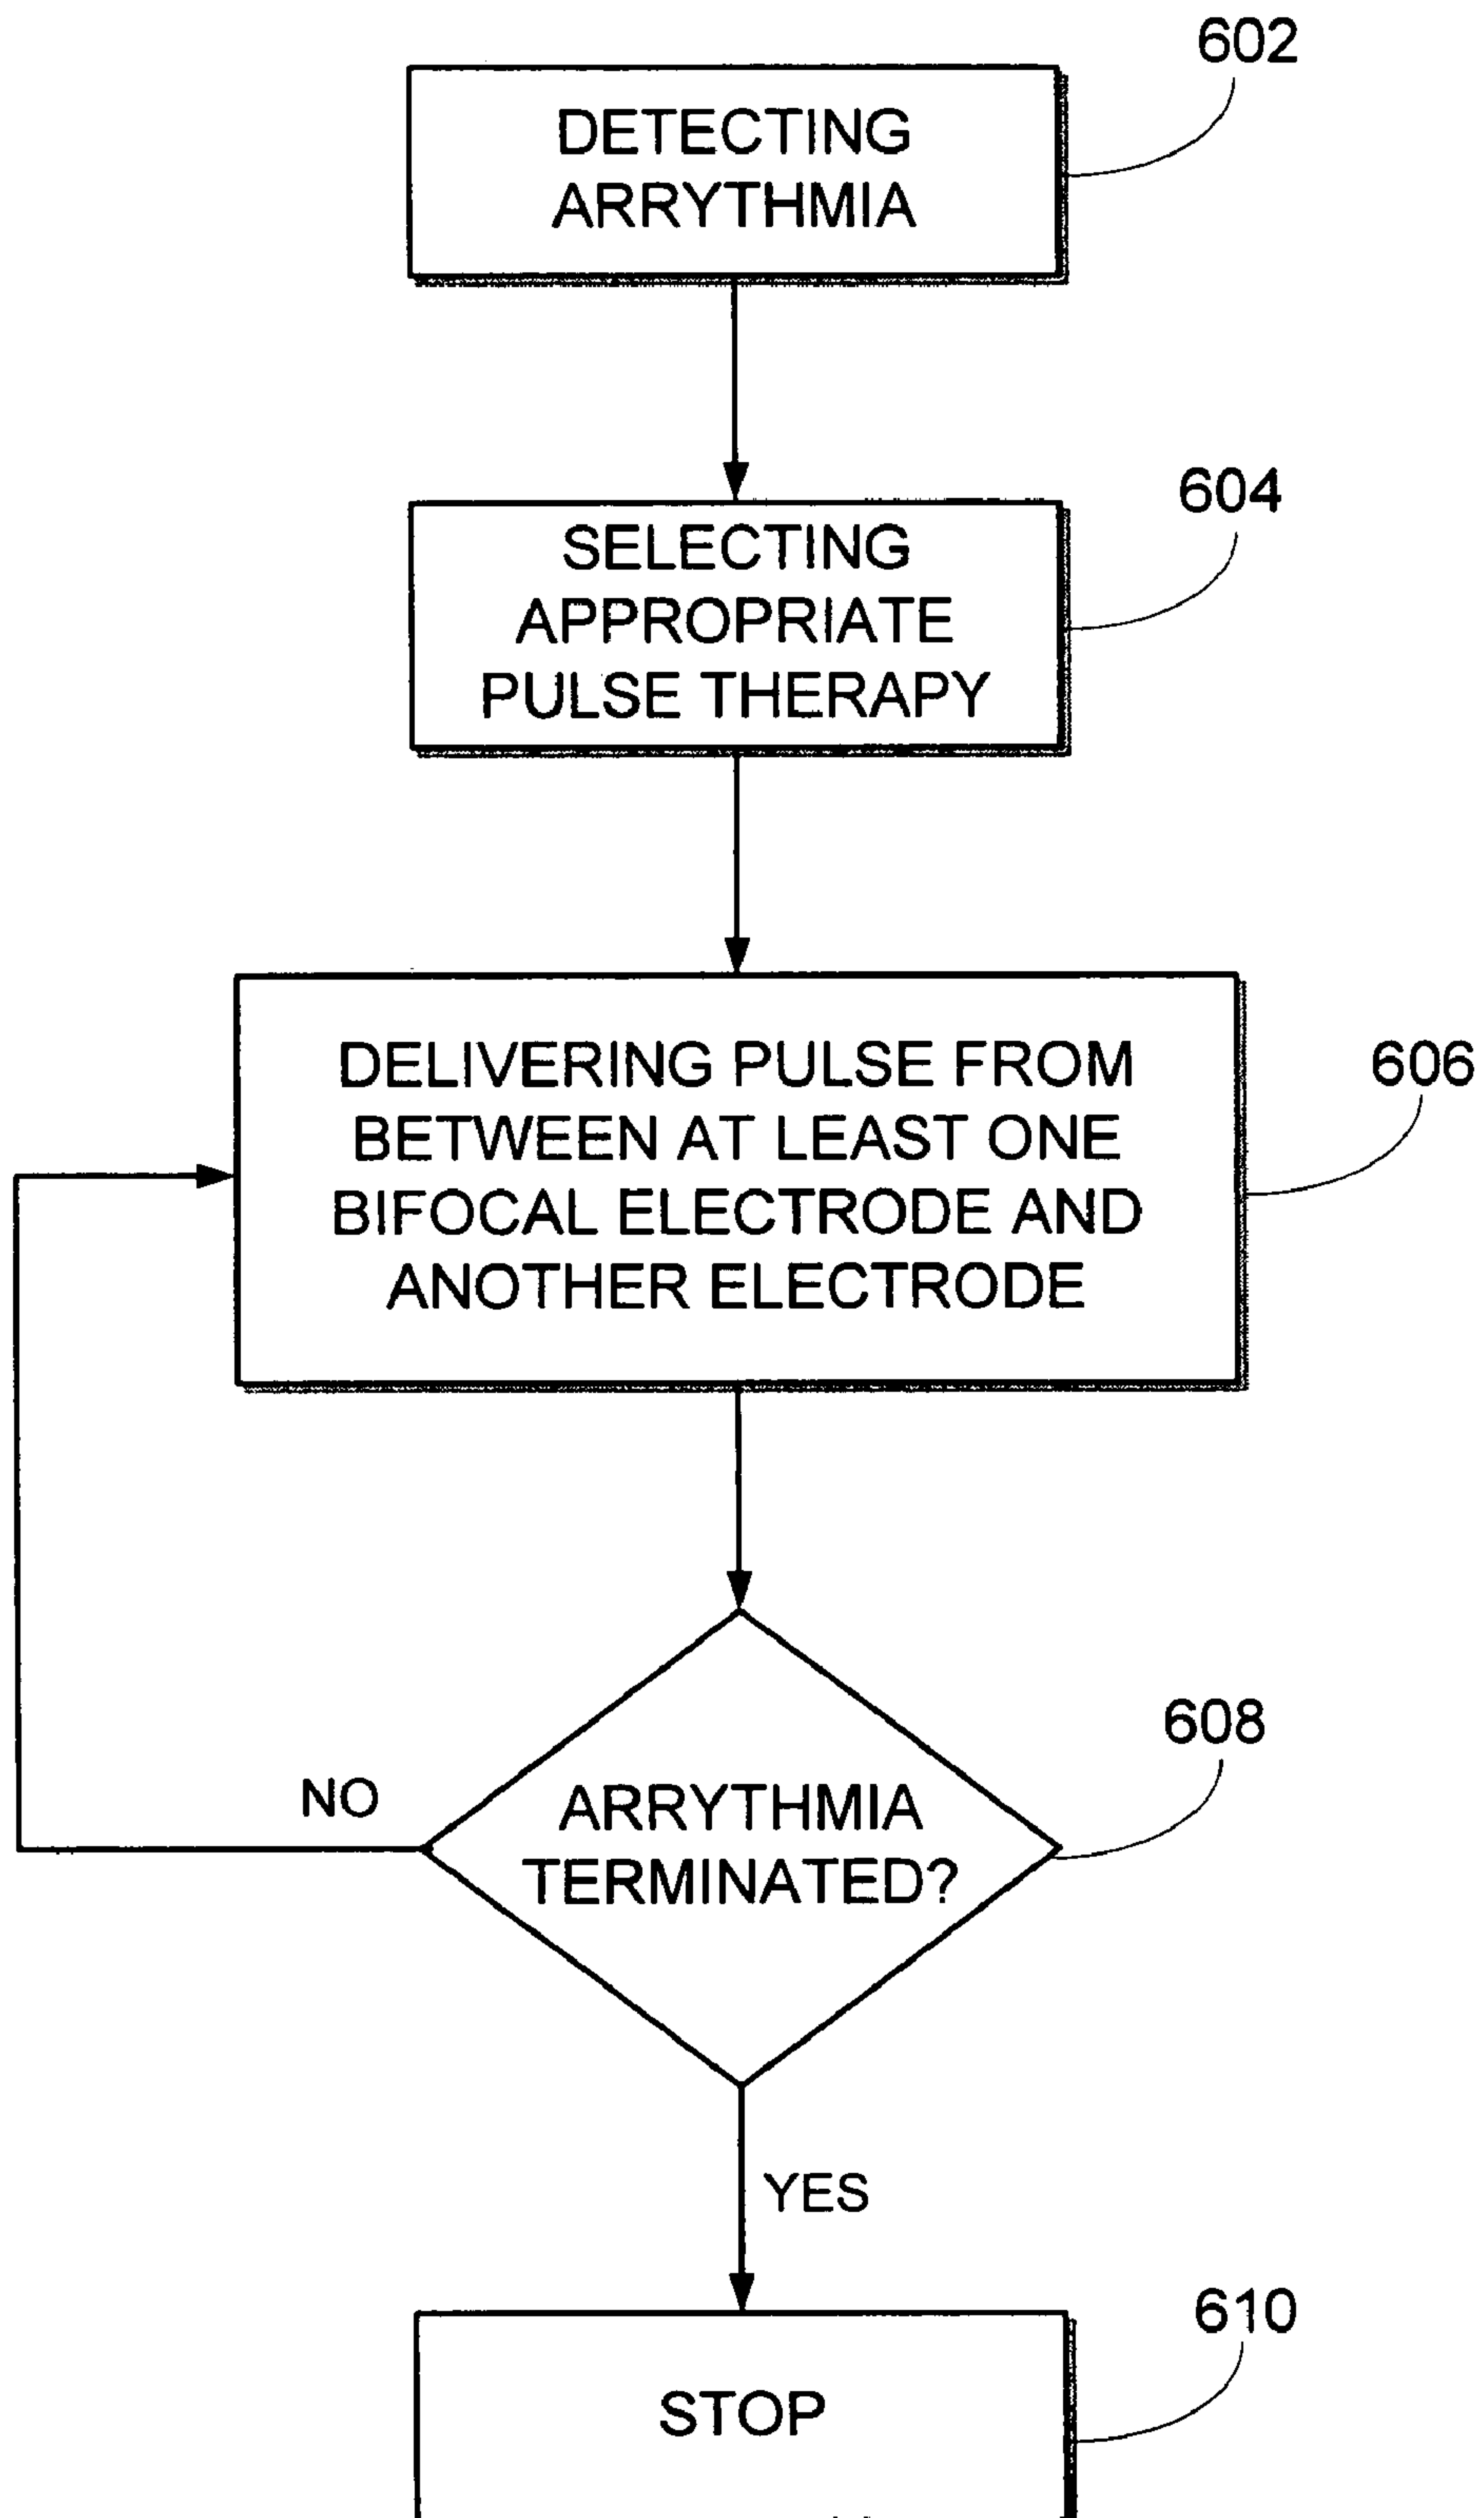 602
DETECTING
ARRYTHMIA
604
SELECTING
APPROPRIATE
PULSE THERAPY
606
DELIVERING PULSE FROM
BETWEEN AT LEAST ONE
BIFOCAL ELECTRODE AND
ANOTHER ELECTRODE
608
NO
ARRYTHMIA
TERMINATED?
YES
610
STOP